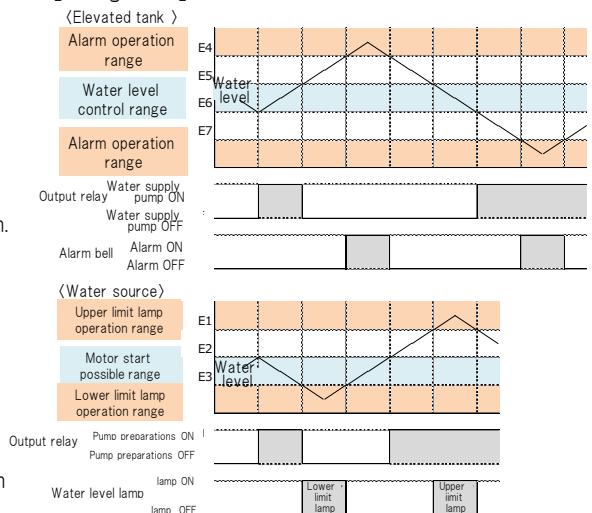 〈Elevated tank 〉
Alarm operation
range
E4
E5
Water level
control range
Water
level
E6
E7
Alarm operation
range
Output relay
Water supply
pump ON
Water supply
pump OFF
n.
Alarm bell
Alarm ON
Alarm OFF
〈Water source〉
Upper limit lamp
operation range
E1
E2
Motor start
possible range
Water
level
E3
Lower limit lamp
operation range
Output relay
Pump preparations ON
Pump preparations OFF
n
Water level lamp
lamp ON
lamp OFF
Lower
limit
lamp
Upper
limit
lamp